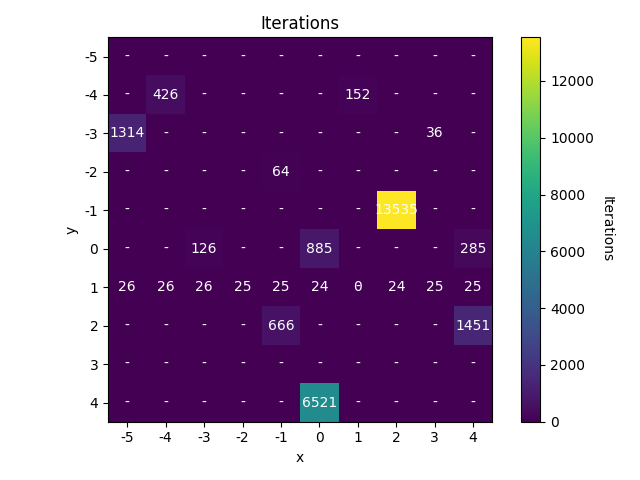 Iterations
-5 - - - - - - - - - -
-4 - 426 - - - - 152 - - -
-3 1314 - - - - - - - 36 -
-2 - - - - 64 - - - - -
-1 - - - - - - - 13535 - -
0 - - 126 - - 885 - - - 285
1 26 26 26 25 25 24 0 24 25 25
2 - - - - 666 - - - - 1451
3 - - - - - - - - - -
4 - - - - - 6521 - - - -
-5 -4 -3 -2 -1 0 1 2 3 4
x
y
12000
10000
8000
6000
4000
2000
0
Iterations